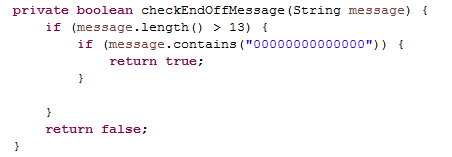 private boolean checkEndOffMessage(String message) {
if (message.length() > 13) {
if (message.contains("00000000000000")) {
return true;
}
}
return false;
}